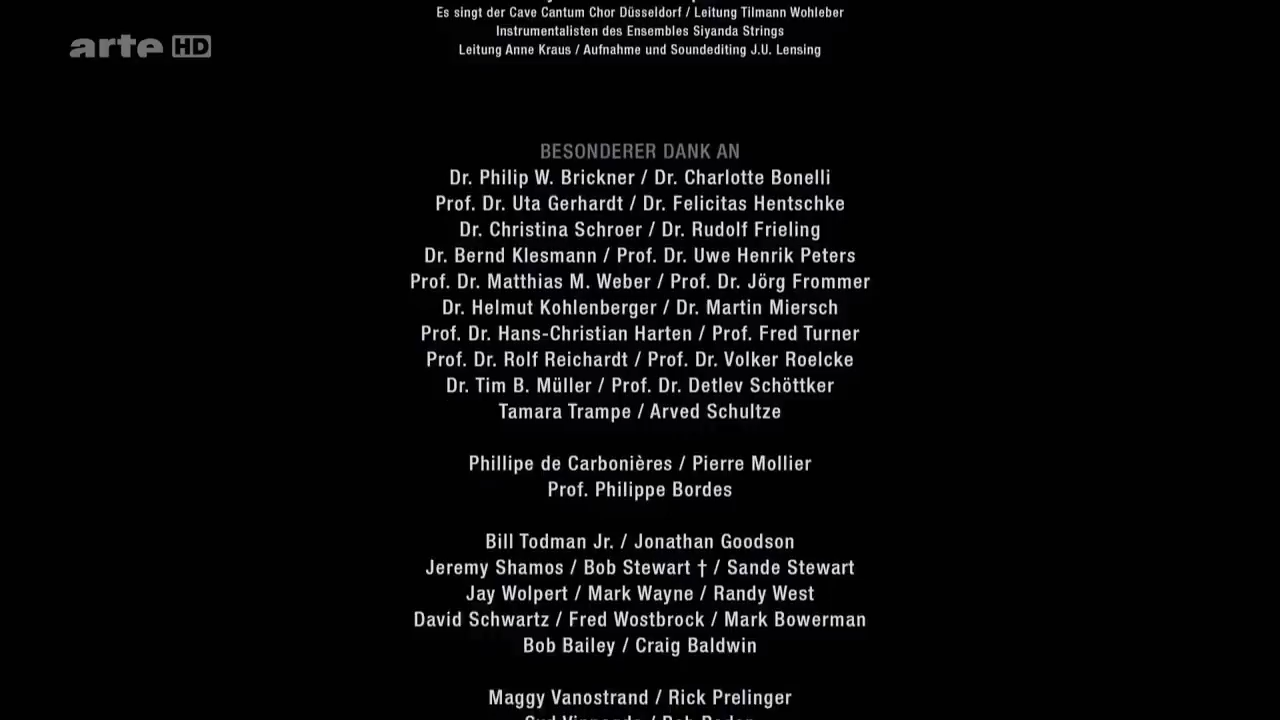 Es singt der Cave Cantum Chor Düsseldorf / Leitung Tilmann Wohleber
arte HD
Instrumentalisten des Ensembles Siyanda Strings
Leitung Anne Kraus / Aufnahme und Soundediting J.U. Lensing
BESONDERER DANK AN
Dr. Philip W. Brickner / Dr. Charlotte Bonelli
Prof. Dr. Uta Gerhardt / Dr. Felicitas Hentschke
Dr. Christina Schroer / Dr. Rudolf Frieling
Dr. Bernd Klesmann / Prof. Dr. Uwe Henrik Peters
Prof. Dr. Matthias M. Weber / Prof. Dr. Jörg Frommer
Dr. Helmut Kohlenberger / Dr. Martin Miersch
Prof. Dr. Hans-Christian Harten / Prof. Fred Turner
Prof. Dr. Rolf Reichardt / Prof. Dr. Volker Roelcke
Dr. Tim B. Müller / Prof. Dr. Detlev Schöttker
Tamara Trampe / Arved Schultze
Phillipe de Carbonières / Pierre Mollier
Prof. Philippe Bordes
Bill Todman Jr. / Jonathan Goodson
Jeremy Shamos / Bob Stewart † / Sande Stewart
Jay Wolpert / Mark Wayne / Randy West
David Schwartz / Fred Wostbrock / Mark Bowerman
Bob Bailey / Craig Baldwin
Maggy Vanostrand / Rick Prelinger